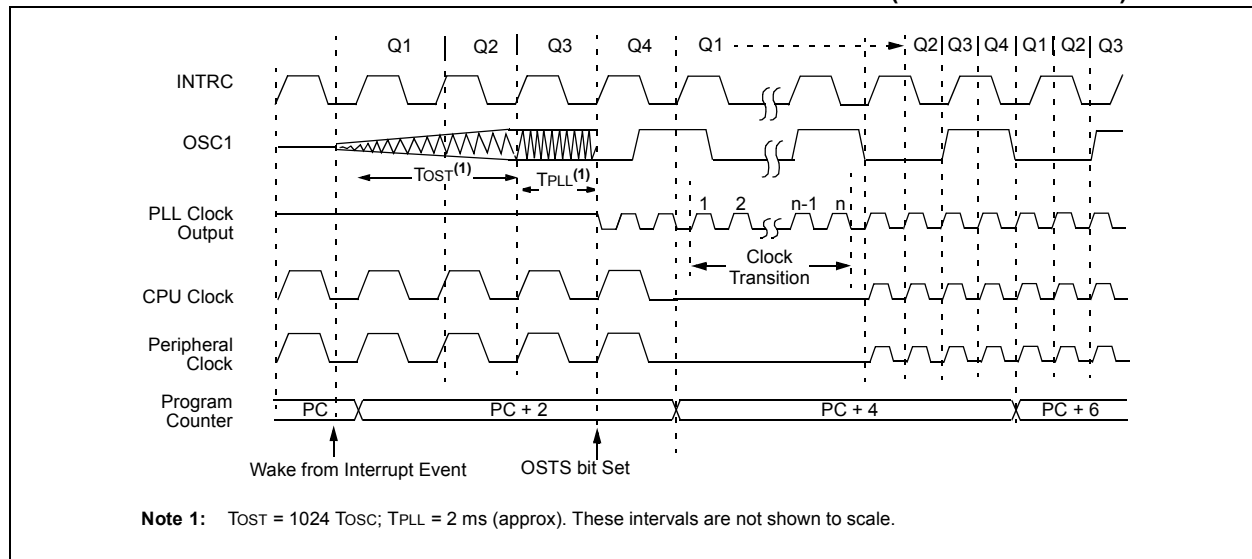 Q1 Q2 Q3 Q4 Q1 Q2 Q3 Q4 Q1 Q2 Q3
INTRC
OSC1
TOST(1) TPLL(1)
PLL Clock
Output
1 2 n-1 n
Clock
Transition
CPU Clock
Peripheral
Clock
Program
Counter
PC PC + 2 PC + 4 PC + 6
Wake from Interrupt Event OSTS bit Set
Note 1: TOST = 1024 TOSC; TPLL = 2 ms (approx). These intervals are not shown to scale.